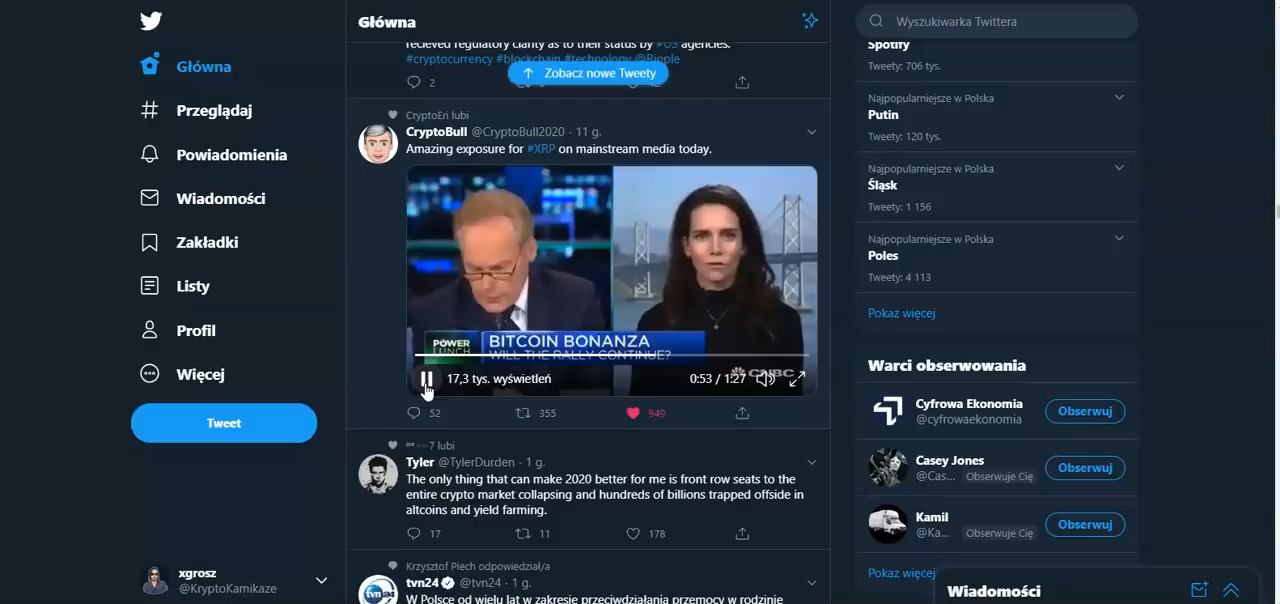 Główna
Przeglądaj
Powiadomienia
Wiadomości
Zakładki
Listy
Profil
Więcej
Tweet
xgrosz
@KryptoKamikaze
Główna
recieved regulatory clarity as to their status by #US agencies.
#cryptocurrency #blockchain #technology @Ripple
Zobacz nowe Tweety
2
CryptoEri lubi
CryptoBull @CryptoBull2020 · 11 g.
Amazing exposure for #XRP on mainstream media today.
POWER LUNCH
BITCOIN BONANZA
WILL THE RALLY CONTINUE?
CNBC
17,3 tys. wyświetleń
0:53 / 1:27
52 355 949
7 lubi
Tyler @TylerDurden · 1 g.
The only thing that can make 2020 better for me is front row seats to the
entire crypto market collapsing and hundreds of billions trapped offside in
altcoins and yield farming.
17 11 178
Krzysztof Piech odpowiedział/a
tvn24 @tvn24 · 1 g.
W Polsce od wielu lat w zakresie przeciwdziałania przemocy w rodzinie
Wyszukiwarka Twittera
Spotify
Tweety: 706 tys.
Najpopularniejsze w Polska
Putin
Tweety: 120 tys.
Najpopularniejsze w Polska
Śląsk
Tweety: 1 156
Najpopularniejsze w Polska
Poles
Tweety: 4 113
Pokaż więcej
Warci obserwowania
Cyfrowa Ekonomia
@cyfrowaekonomia
Obserwuj
Casey Jones
@Cas... Obserwuje Cię
Obserwuj
Kamil
@Ka... Obserwuje Cię
Obserwuj
Pokaż więcej
Wiadomości